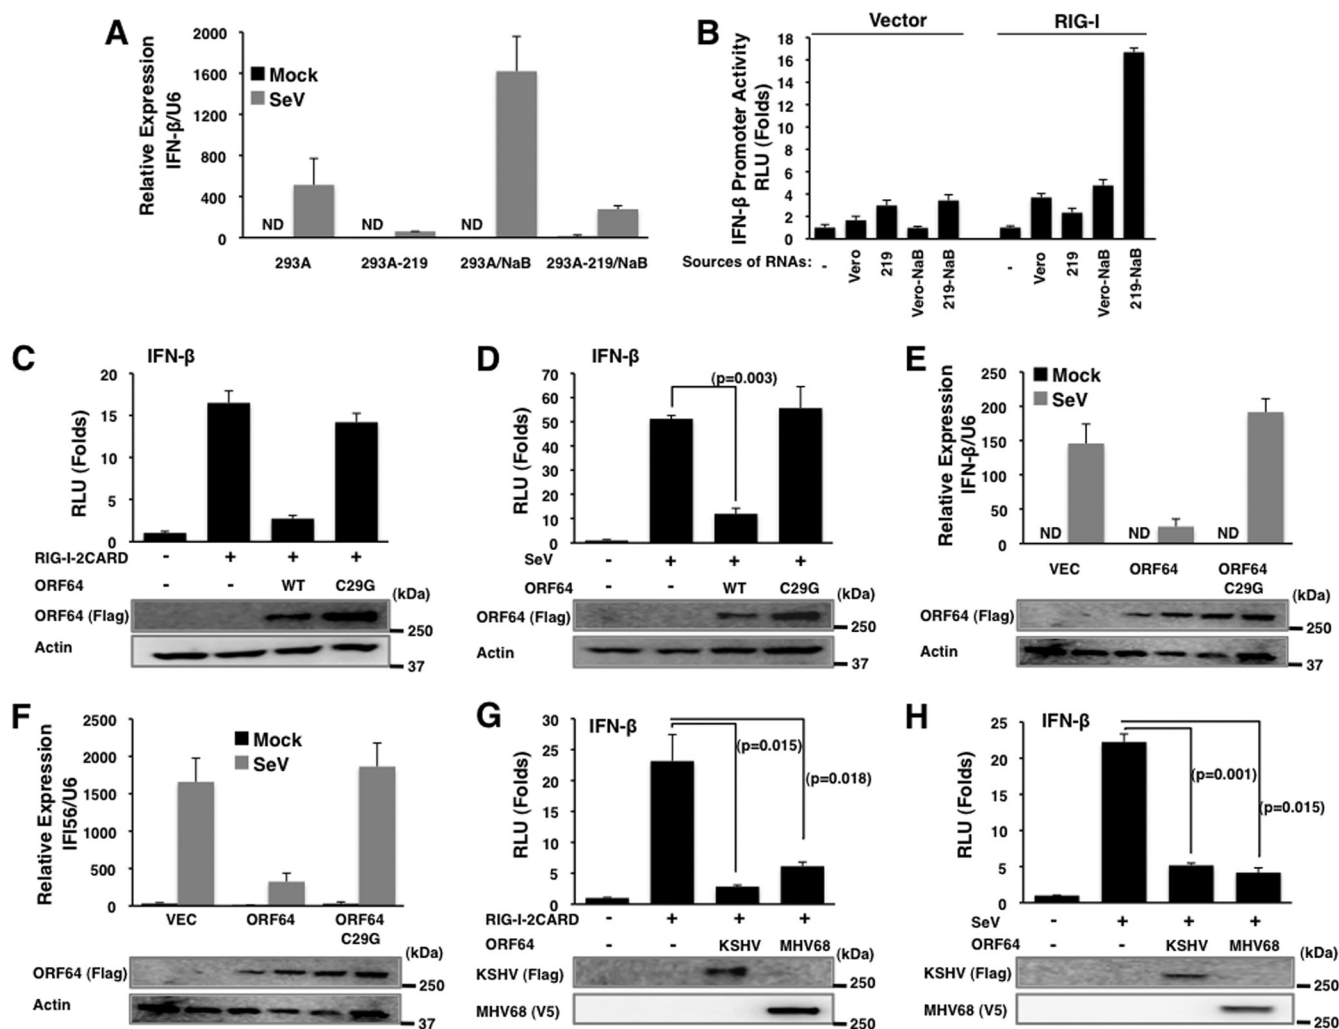 A
Relative Expression
IFN-β/U6
2000
1600
1200
800
400
0
Mock
SeV
ND
ND
ND
293A
293A-219
293A/NaB
293A-219/NaB
B
Vector
RIG-I
IFN-β Promoter Activity
RLU (Folds)
18
16
14
12
10
8
6
4
2
0
Sources of RNAs:
-
Vero
219
Vero-NaB
219-NaB
-
Vero
219
Vero-NaB
219-NaB
C
IFN-β
RLU (Folds)
20
15
10
5
0
RIG-I-2CARD - + + +
ORF64 - - WT C29G
(kDa)
ORF64 (Flag)
250
Actin
37
D
IFN-β
RLU (Folds)
70
60
50
40
30
20
10
0
(p=0.003)
SeV - + + +
ORF64 - - WT C29G
(kDa)
ORF64 (Flag)
250
Actin
37
E
Relative Expression
IFN-β/U6
250
200
150
100
50
0
Mock
SeV
ND
ND
ND
VEC
ORF64
ORF64
C29G
(kDa)
ORF64 (Flag)
250
Actin
37
F
Relative Expression
IFI56/U6
2500
2000
1500
1000
500
0
Mock
SeV
VEC
ORF64
ORF64
C29G
(kDa)
ORF64 (Flag)
250
Actin
37
G
IFN-β
RLU (Folds)
30
25
20
15
10
5
0
(p=0.015)
(p=0.018)
RIG-I-2CARD - + + +
ORF64 - - KSHV MHV68
(kDa)
KSHV (Flag)
250
MHV68 (V5)
250
H
IFN-β
RLU (Folds)
25
20
15
10
5
0
(p=0.001)
(p=0.015)
SeV - + + +
ORF64 - - KSHV MHV68
(kDa)
KSHV (Flag)
250
MHV68 (V5)
250